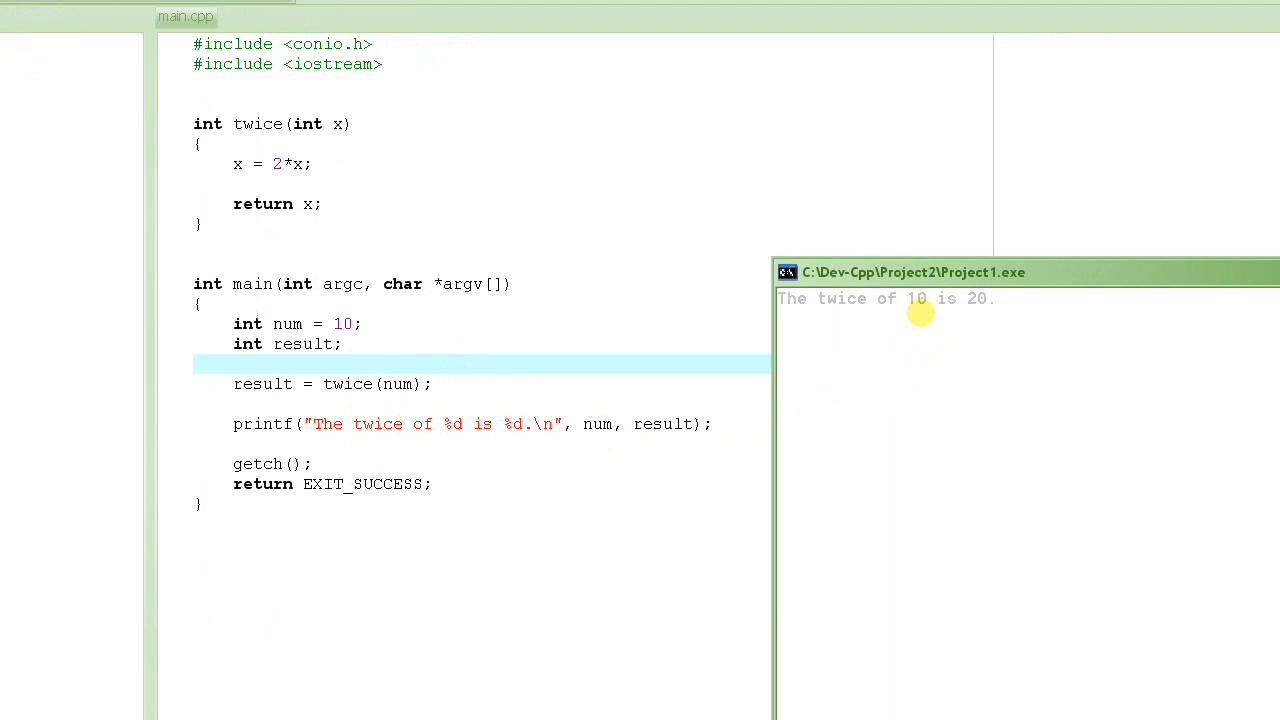 main.cpp
#include <conio.h>
#include <iostream>
int twice(int x)
{
x = 2*x;
return x;
}
int main(int argc, char *argv[])
{
int num = 10;
int result;
result = twice(num);
printf("The twice of %d is %d.\n", num, result);
getch();
return EXIT_SUCCESS;
}
C:\Dev-Cpp\Project2\Project1.exe
The twice of 10 is 20.